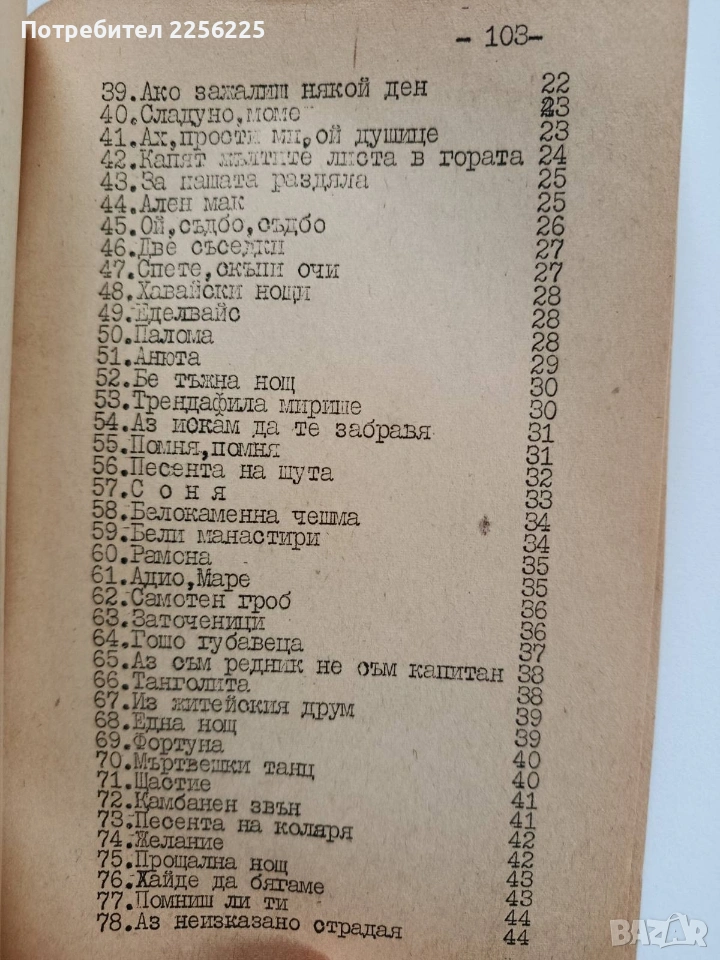 Потребител 2256225
- 103-
39.Ако зажалиш някой ден 22
40.Сладуно,моме 23
41.Ах,прости ми,ой душице 23
42.Капят жълтите листа в гората 24
43.За нашата раздяла 25
44.Ален мак 25
45.Ой,съдбо,съдбо 26
46.Две съседки 27
47.Спете,скъпи очи 27
48.Хавайски нощи 28
49.Еделвайс 28
50.Палома 28
51.Анюта 29
52.Бе тъжна нощ 30
53.Трендафила мирише 30
54.Аз искам да те забравя 31
55.Помня,помня 31
56.Песента на шута 32
57.С о н я 33
58.Белокаменна чешма 34
59.Бели манастири 34
60.Рамона 35
61.Адио,Маре 35
62.Самотен гроб 36
63.Заточеници 36
64.Гошо губавеца 37
65.Аз съм редник не съм капитан 38
66.Танголита 38
67.Из житейския друм 39
68.Една нощ 39
69.Фортуна 40
70.Мъртвешки танц 40
71.Щастие 41
72.Камбанен звън 41
73.Песента на коларя 42
74.Желание 42
75.Прощална нощ 43
76.Хайде да бягаме 43
77.Помниш ли ти 44
78.Аз неизказано страдая 44
BAZAR